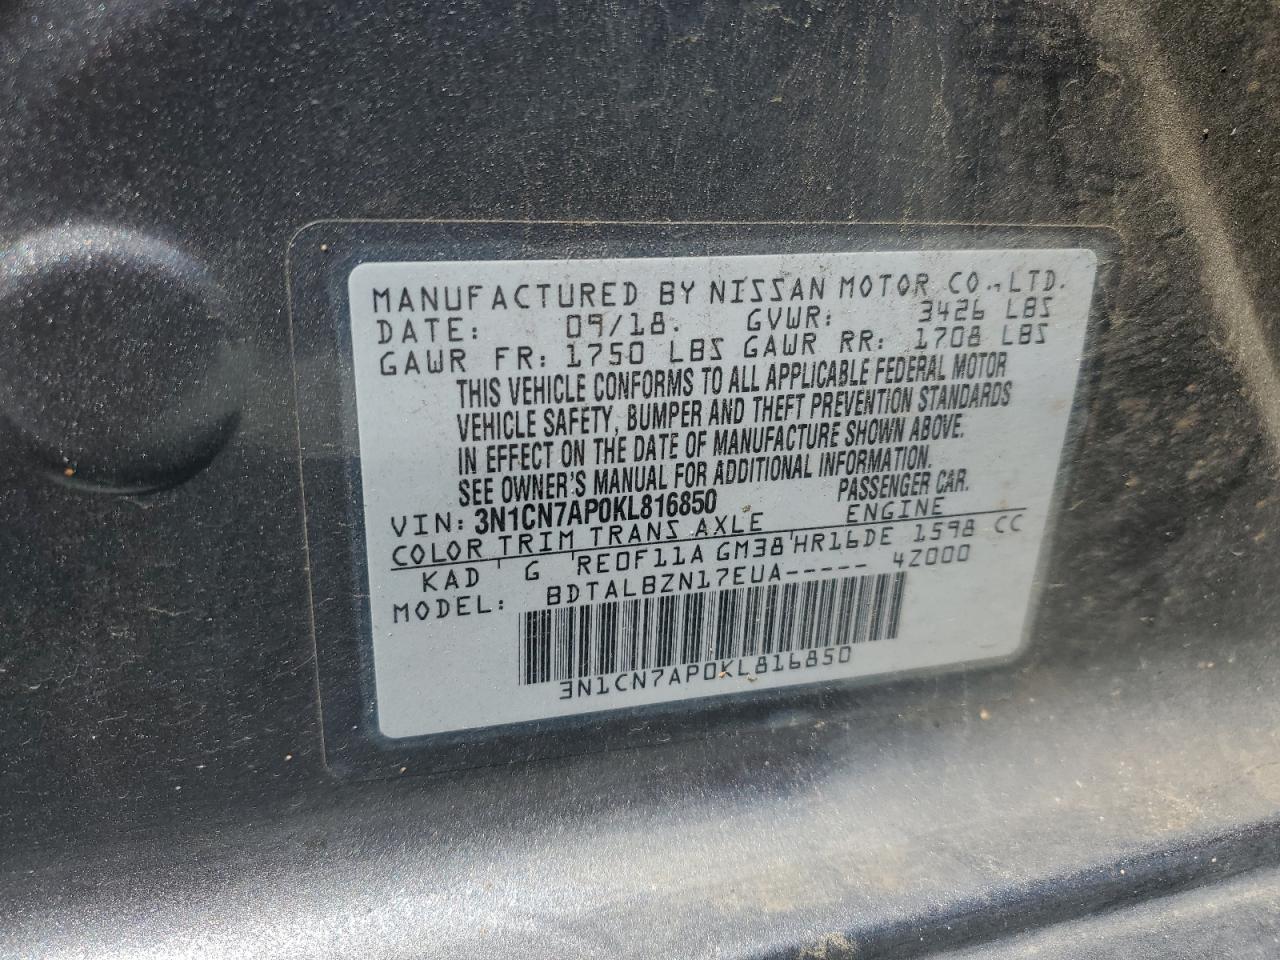 MANUFACTURED BY NISSAN MOTOR CO.,LTD.
DATE: 09/18. GVWR: 3426 LBS
GAWR FR: 1750 LBS GAWR RR: 1708 LBS
THIS VEHICLE CONFORMS TO ALL APPLICABLE FEDERAL MOTOR
VEHICLE SAFETY, BUMPER AND THEFT PREVENTION STANDARDS
IN EFFECT ON THE DATE OF MANUFACTURE SHOWN ABOVE.
SEE OWNER'S MANUAL FOR ADDITIONAL INFORMATION.
VIN: 3N1CN7AP0KL816850 PASSENGER CAR.
COLOR TRIM TRANS AXLE ENGINE
KAD G RE0F11A GM38 HR16DE 1598 CC
MODEL: BDTALBZN17EUA----- 4Z000
3N1CN7AP0KL816850